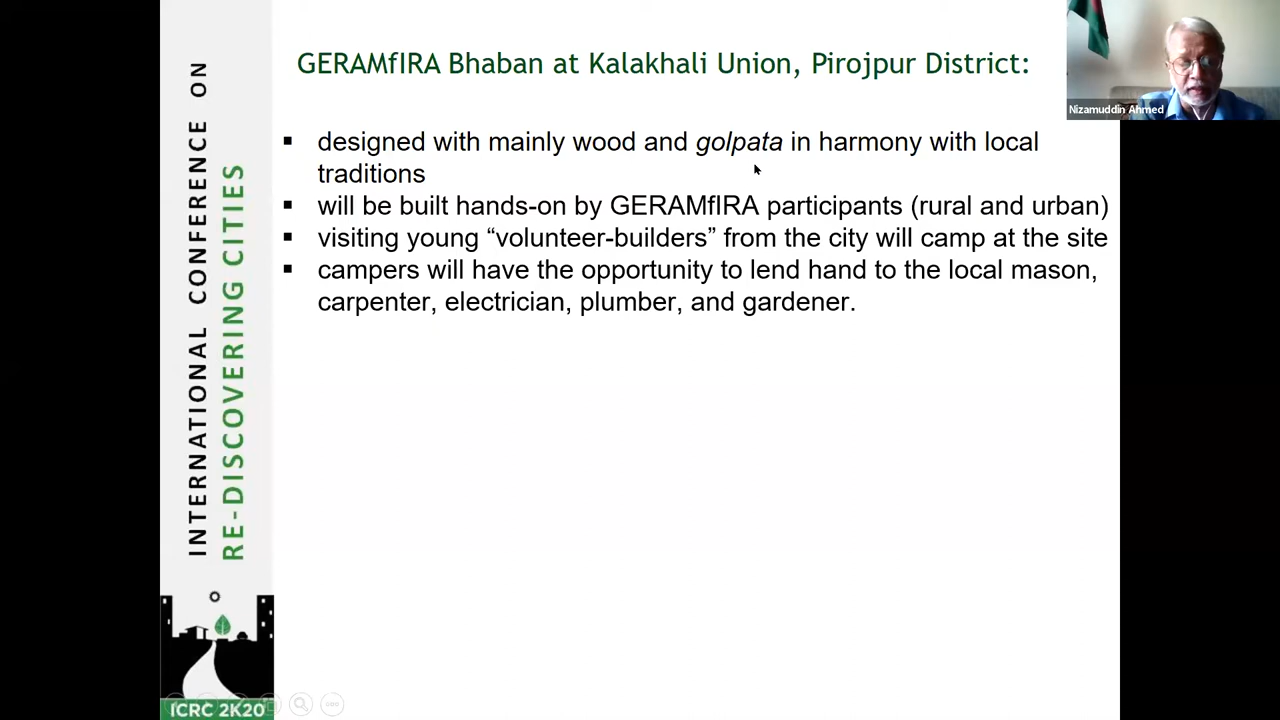 INTERNATIONAL CONFERENCE ON
RE-DISCOVERING CITIES
ICRC 2K20
GERAMfIRA Bhaban at Kalakhali Union, Pirojpur District:
▪ designed with mainly wood and golpata in harmony with local
traditions
▪ will be built hands-on by GERAMfIRA participants (rural and urban)
▪ visiting young “volunteer-builders” from the city will camp at the site
▪ campers will have the opportunity to lend hand to the local mason,
carpenter, electrician, plumber, and gardener.
Nizamuddin Ahmed